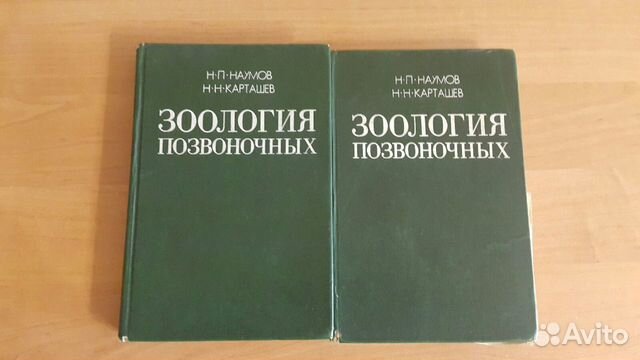 Н·П·НАУМОВ
Н·Н·КАРТАШЕВ
ЗООЛОГИЯ
ПОЗВОНОЧНЫХ
Н·П·НАУМОВ
Н·Н·КАРТАШЕВ
ЗООЛОГИЯ
ПОЗВОНОЧНЫХ
Avito